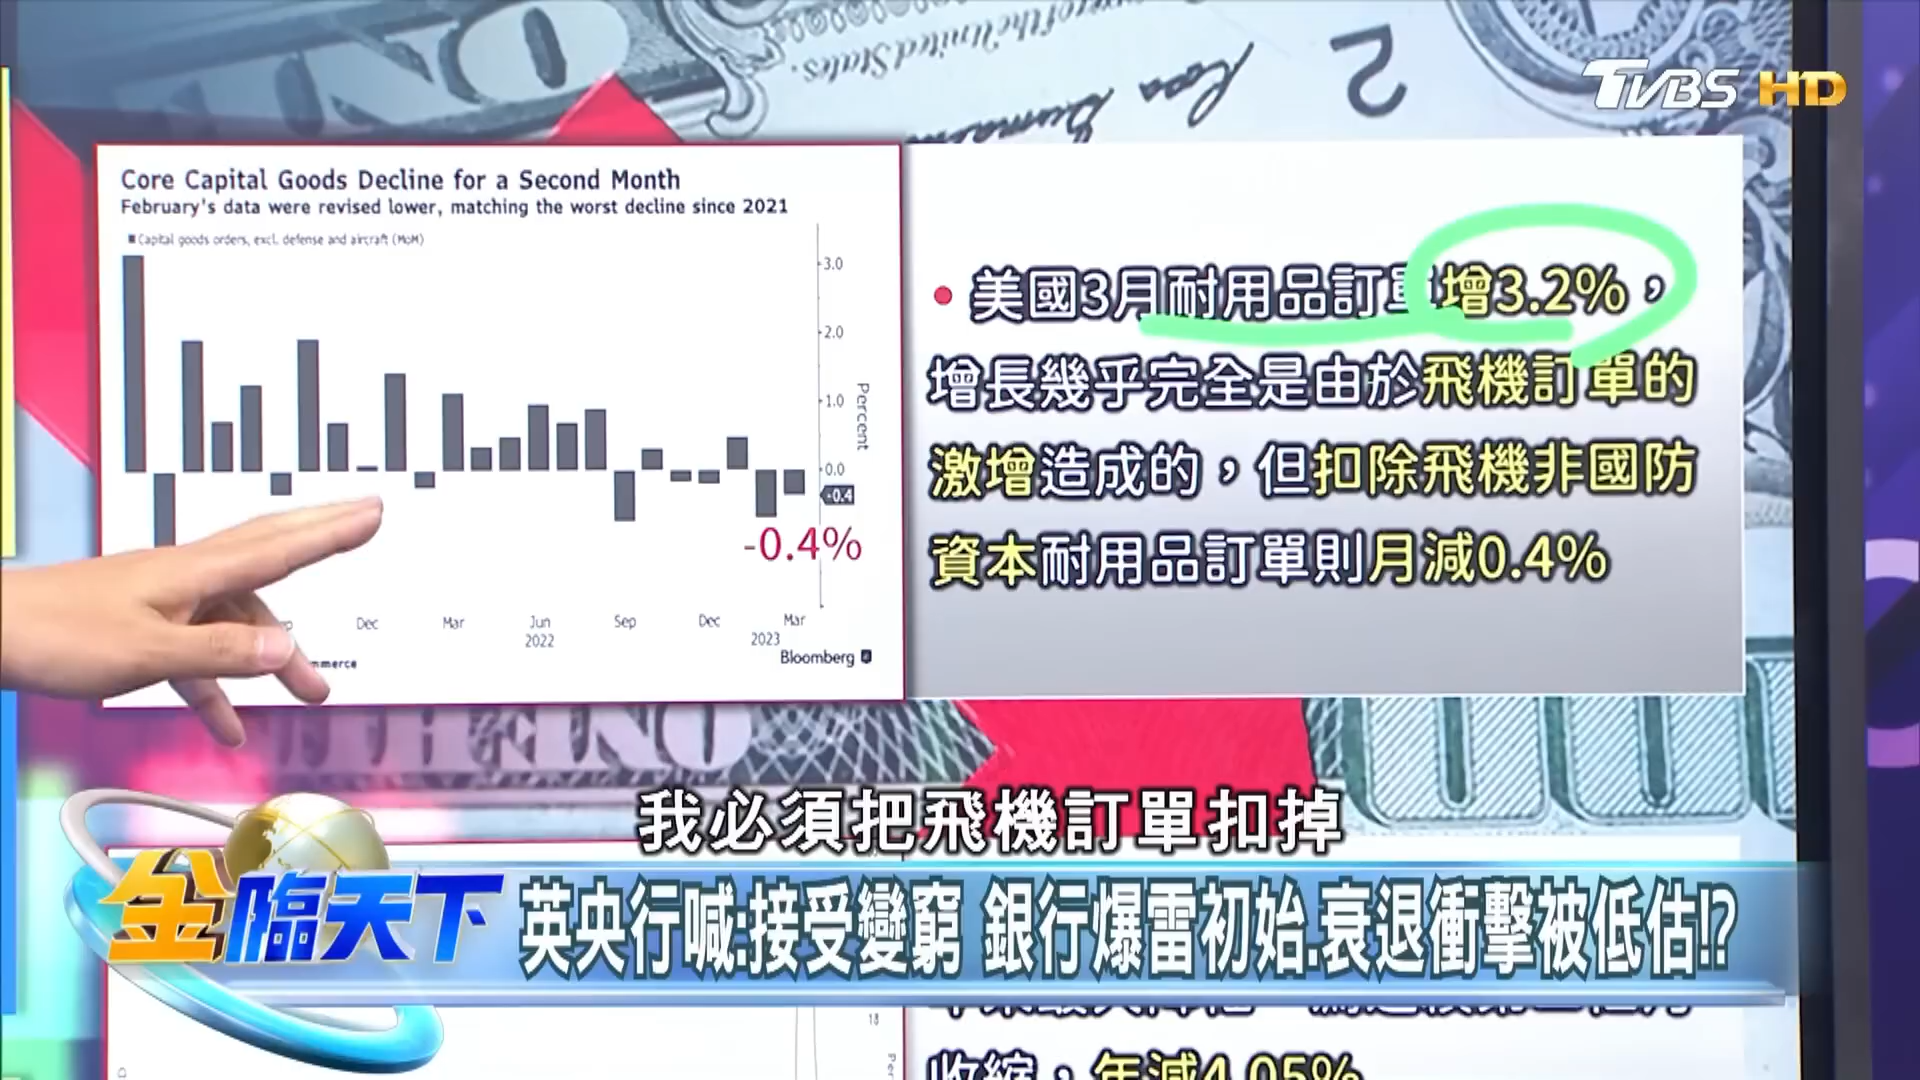 TVBS HD
Core Capital Goods Decline for a Second Month
February's data were revised lower, matching the worst decline since 2021
Capital goods orders, excl. defense and aircraft (MoM)
3.0
2.0
1.0
0.0
-0.4
Percent
-0.4%
Dec
Mar
Jun
2022
Sep
Dec
Mar
2023
Bloomberg
美國3月耐用品訂單增3.2%，
增長幾乎完全是由於飛機訂單的
激增造成的，但扣除飛機非國防
資本耐用品訂單則月減0.4%
我必須把飛機訂單扣掉
金臨天下
英央行喊:接受變窮 銀行爆雷初始.衰退衝擊被低估!?
18
收縮，年減4.05%